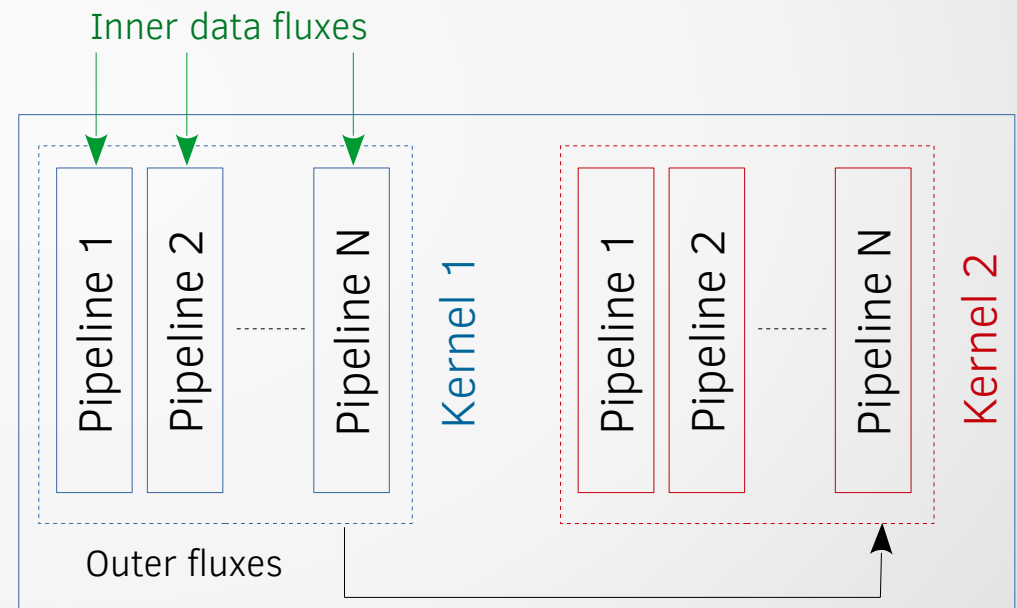 Inner data fluxes
Pipeline 1
Pipeline 2
Pipeline N
Kernel 1
Pipeline 1
Pipeline 2
Pipeline N
Kernel 2
Outer fluxes